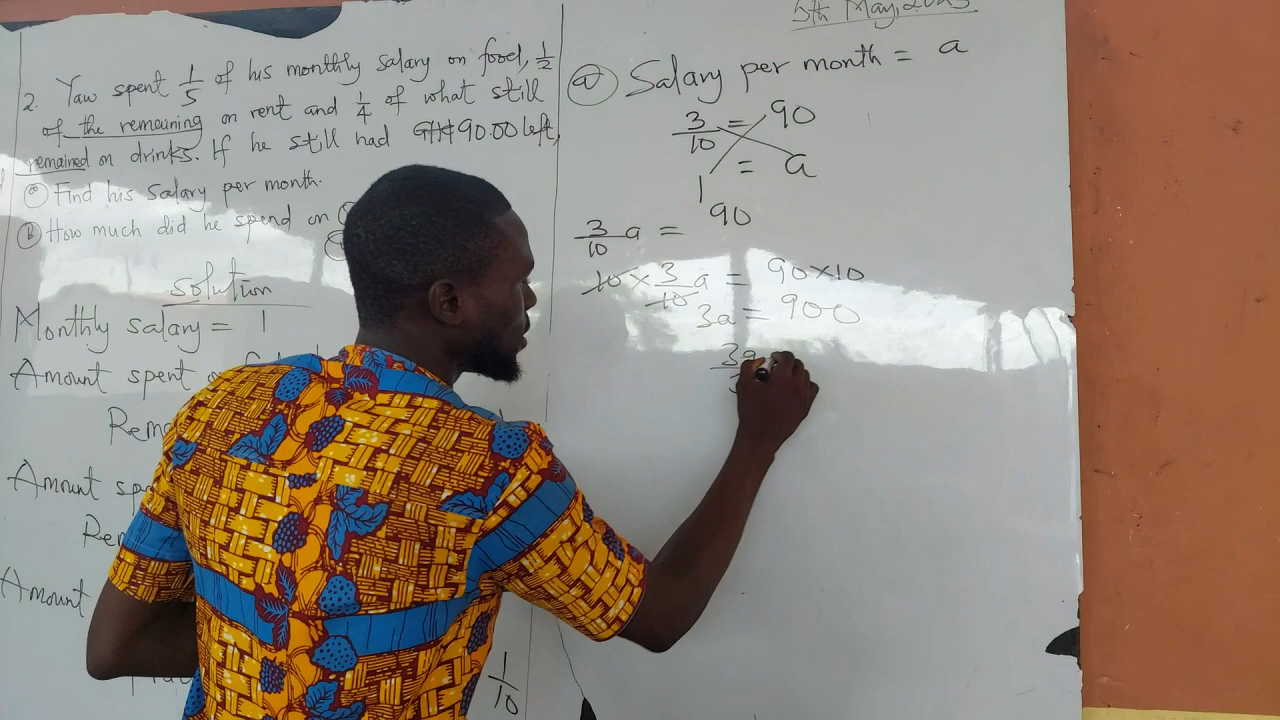 2. Yaw spent 1/5 of his monthly salary on food, 1/2
of the remaining on rent and 1/4 of what still
remained on drinks. If he still had GH¢90.00 left,
(a) Find his salary per month.
(b) How much did he spend on
solution
Monthly salary = 1
Amount spent
Rem
Amount sp
Re
Amount
1/10
5th May, 2023
(a) Salary per month = a
3/10 = 90
1 = a
3/10 a = 90
10 × 3/10 a = 90×10
3a = 900
3a